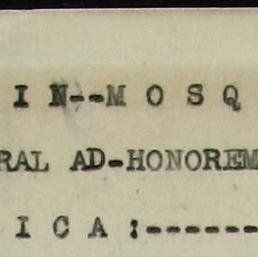 I N--M O S Q
RAL AD-HONOREM
I C A :------